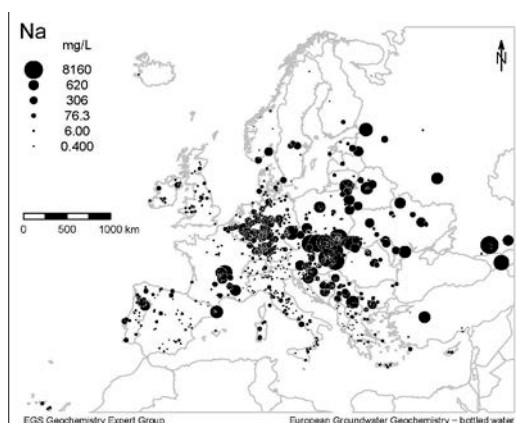 Na
mg/L
8160
620
306
76.3
6.00
0.400
N
0 500 1000 km
EGS Geochemistry Expert Group
European Groundwater Geochemistry – bottled water